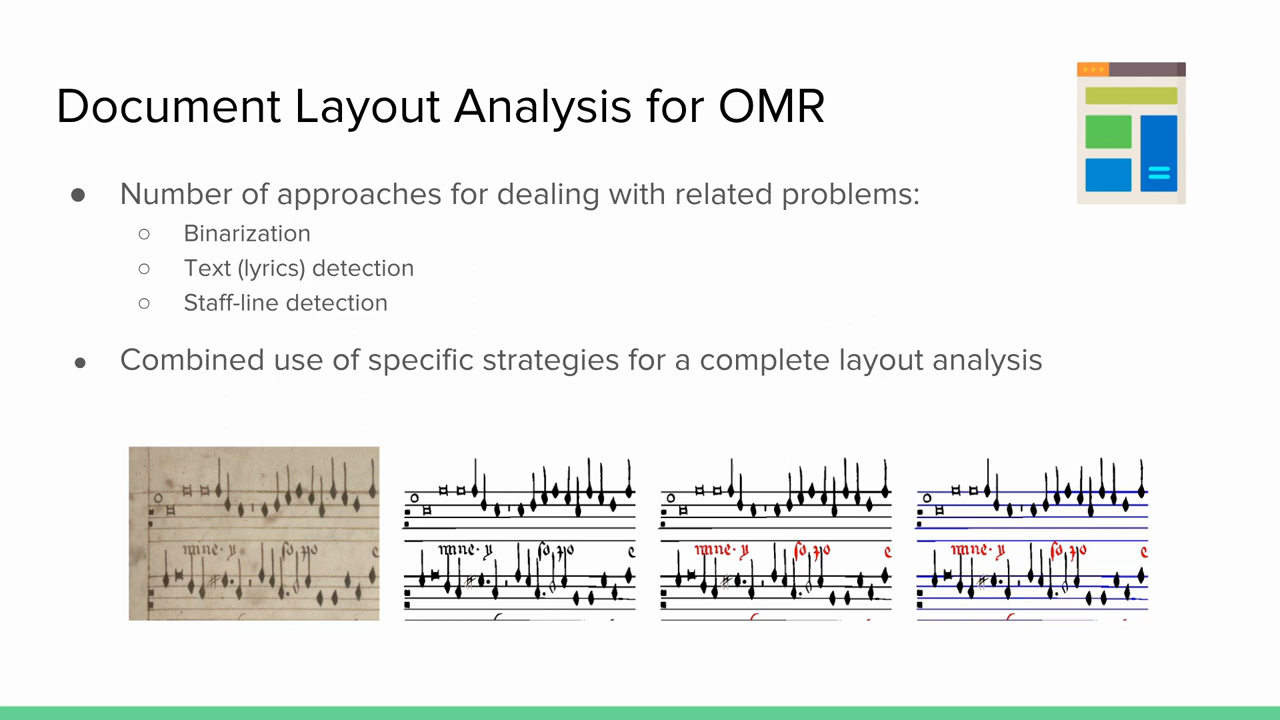 Document Layout Analysis for OMR
● Number of approaches for dealing with related problems:
○ Binarization
○ Text (lyrics) detection
○ Staff-line detection
● Combined use of specific strategies for a complete layout analysis